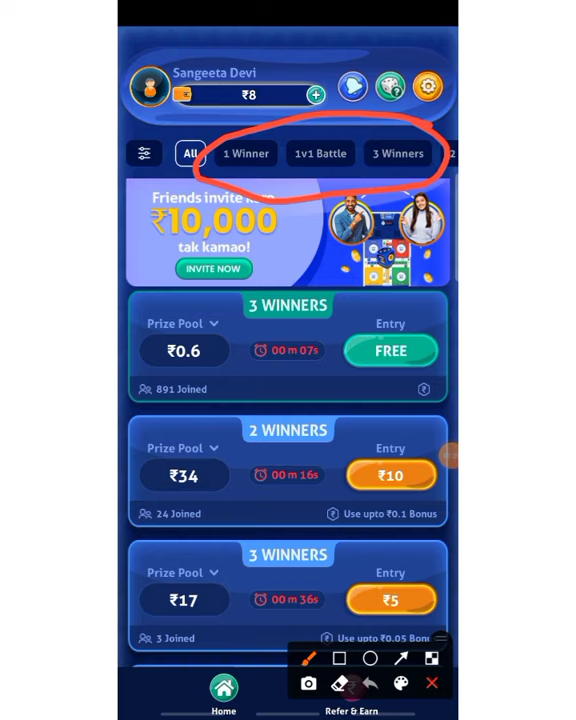 Sangeeta Devi
₹8
All 1 Winner 1v1 Battle 3 Winners 2
Friends invite karo
₹10,000
tak kamao!
INVITE NOW
3 WINNERS
Prize Pool Entry
₹0.6 00 m 07s FREE
891 Joined
2 WINNERS
Prize Pool Entry
₹34 00 m 16s ₹10
24 Joined Use upto ₹0.1 Bonus
3 WINNERS
Prize Pool Entry
₹17 00 m 36s ₹5
3 Joined Use upto ₹0.05 Bonu
Home Refer & Earn